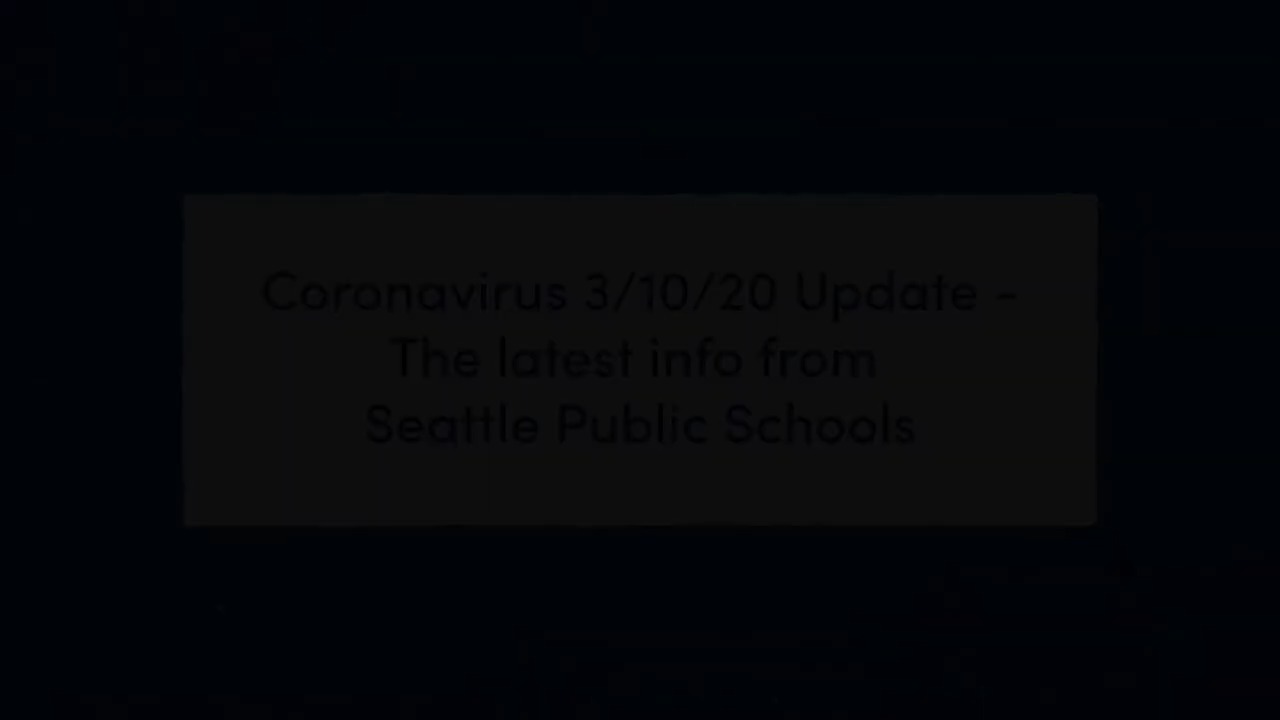 Coronavirus 3/10/20 Update -
The latest info from
Seattle Public Schools